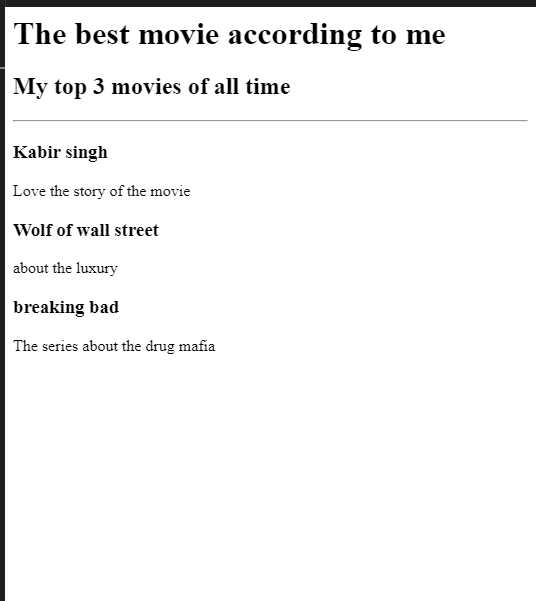 The best movie according to me
My top 3 movies of all time
Kabir singh
Love the story of the movie
Wolf of wall street
about the luxury
breaking bad
The series about the drug mafia